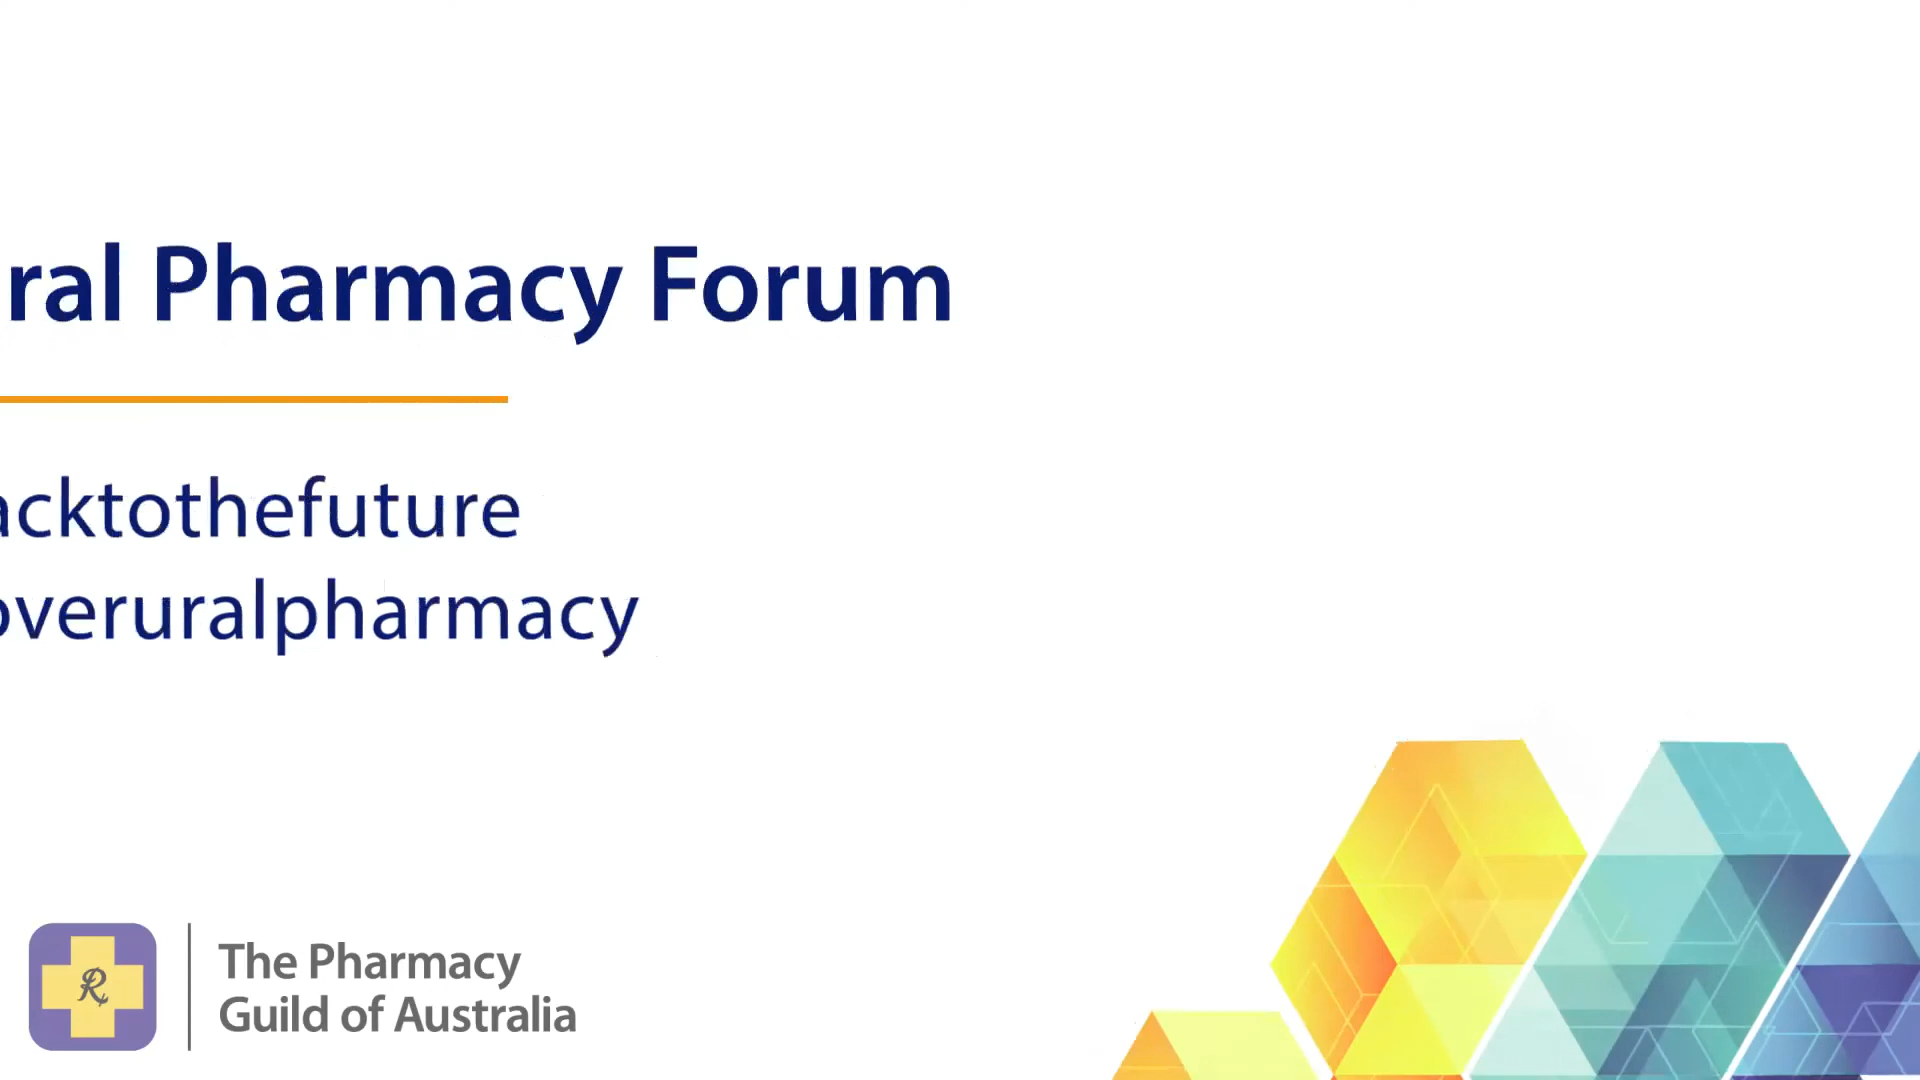 ral Pharmacy Forum
acktothefuture
overuralpharmacy
The Pharmacy
Guild of Australia